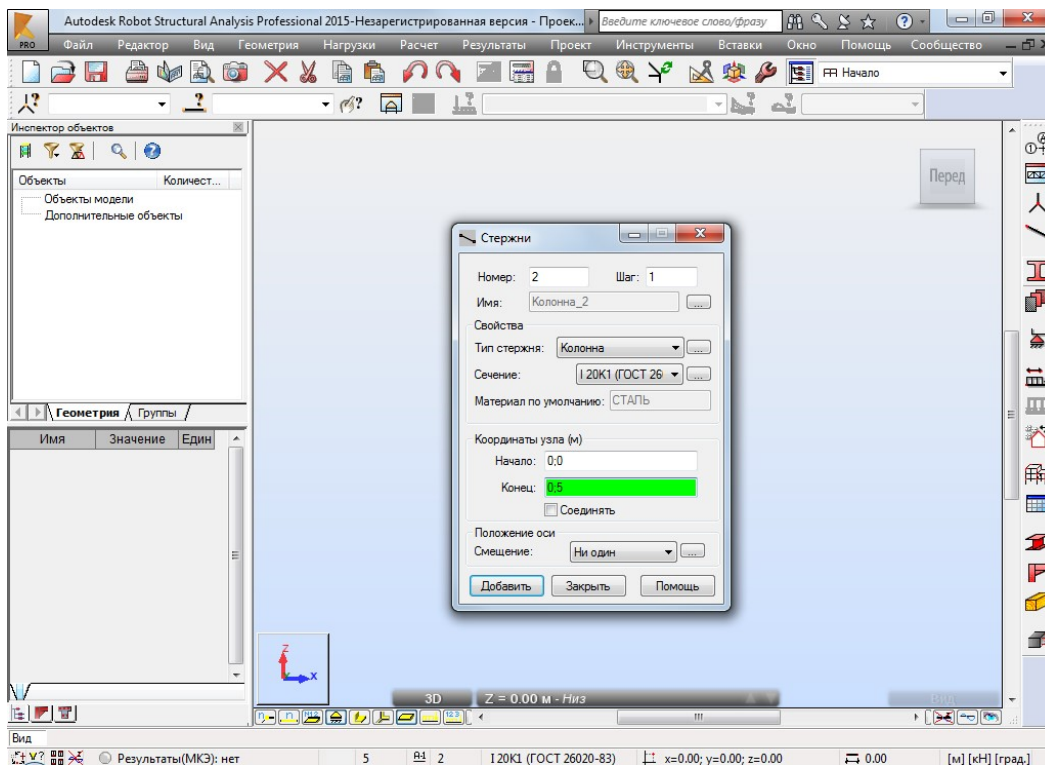 Autodesk Robot Structural Analysis Professional 2015-Незарегистрированная версия - Проек...
Введите ключевое слово/фразу
PRO
Файл Редактор Вид Геометрия Нагрузки Расчет Результаты Проект Инструменты Вставки Окно Помощь Сообщество
Начало
Инспектор объектов
Объекты Количест...
Объекты модели
Дополнительные объекты
Перед
Стержни
Номер: 2 Шаг: 1
Имя: Колонна_2
Свойства
Тип стержня: Колонна
Сечение: I 20К1 (ГОСТ 26
Материал по умолчанию: СТАЛЬ
Координаты узла (м)
Начало: 0;0
Конец: 0;5
Соединять
Положение оси
Смещение: Ни один
Добавить Закрыть Помощь
Геометрия Группы
Имя Значение Един
z
x
3D Z = 0.00 м - Низ
Вид
Вид
Результаты(МКЭ): нет 5 2 I 20К1 (ГОСТ 26020-83) x=0.00; y=0.00; z=0.00 0.00 [м] [кН] [град.]